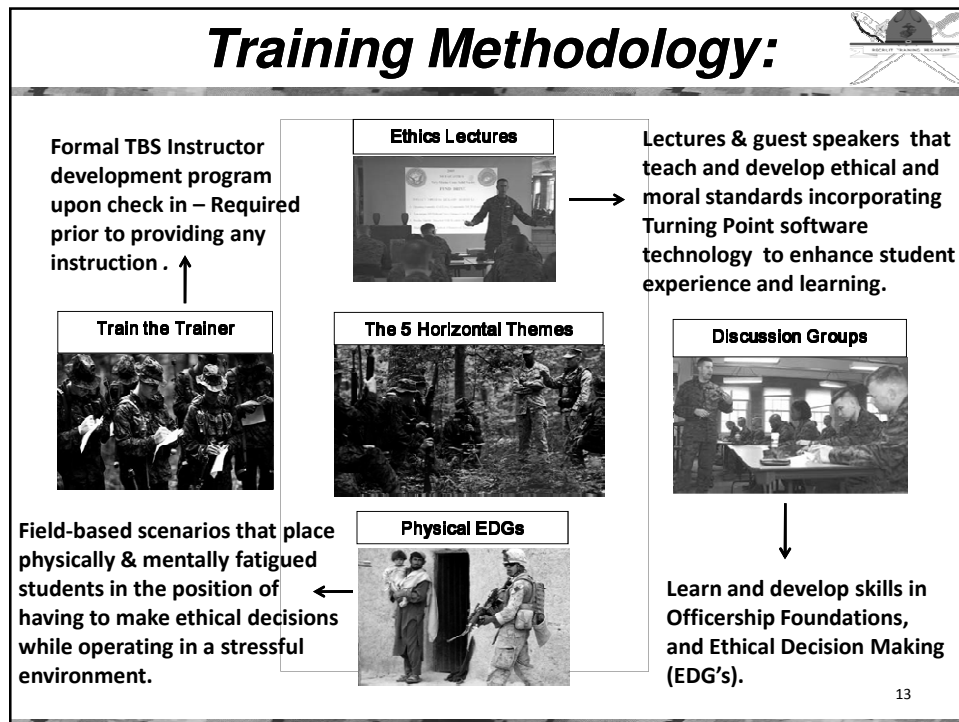 Training Methodology:
RECRUIT TRAINING REGIMENT
Formal TBS Instructor
development program
upon check in – Required
prior to providing any
instruction .
Ethics Lectures
Lectures & guest speakers that
teach and develop ethical and
moral standards incorporating
Turning Point software
technology to enhance student
experience and learning.
Train the Trainer
The 5 Horizontal Themes
Discussion Groups
Field-based scenarios that place
physically & mentally fatigued
students in the position of
having to make ethical decisions
while operating in a stressful
environment.
Physical EDGs
Learn and develop skills in
Officership Foundations,
and Ethical Decision Making
(EDG's).
13